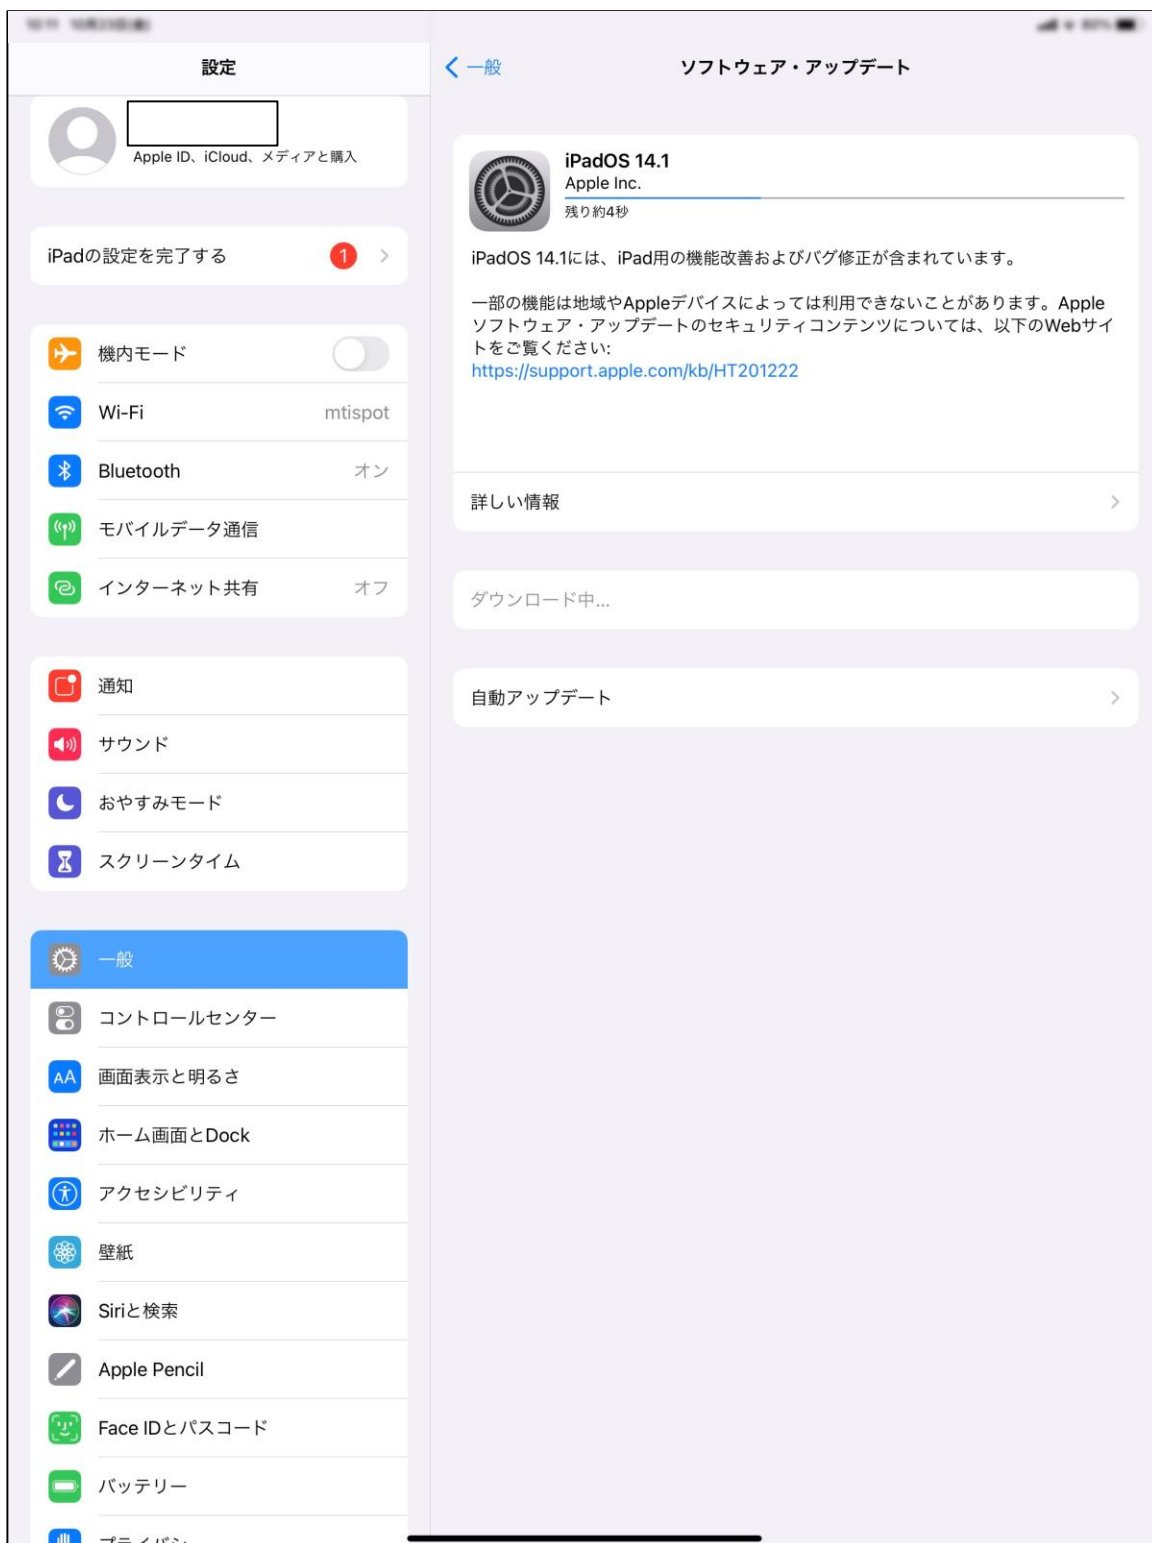 設定
Apple ID、iCloud、メディアと購入
iPadの設定を完了する
1
機内モード
Wi-Fi
mtispot
Bluetooth
オン
モバイルデータ通信
インターネット共有
オフ
通知
サウンド
おやすみモード
スクリーンタイム
一般
コントロールセンター
AA
画面表示と明るさ
ホーム画面とDock
アクセシビリティ
壁紙
Siriと検索
Apple Pencil
Face IDとパスコード
バッテリー
一般
ソフトウェア・アップデート
iPadOS 14.1
Apple Inc.
残り約4秒
iPadOS 14.1には、iPad用の機能改善およびバグ修正が含まれています。
一部の機能は地域やAppleデバイスによっては利用できないことがあります。Apple
ソフトウェア・アップデートのセキュリティコンテンツについては、以下のWebサイ
トをご覧ください:
https://support.apple.com/kb/HT201222
詳しい情報
ダウンロード中...
自動アップデート